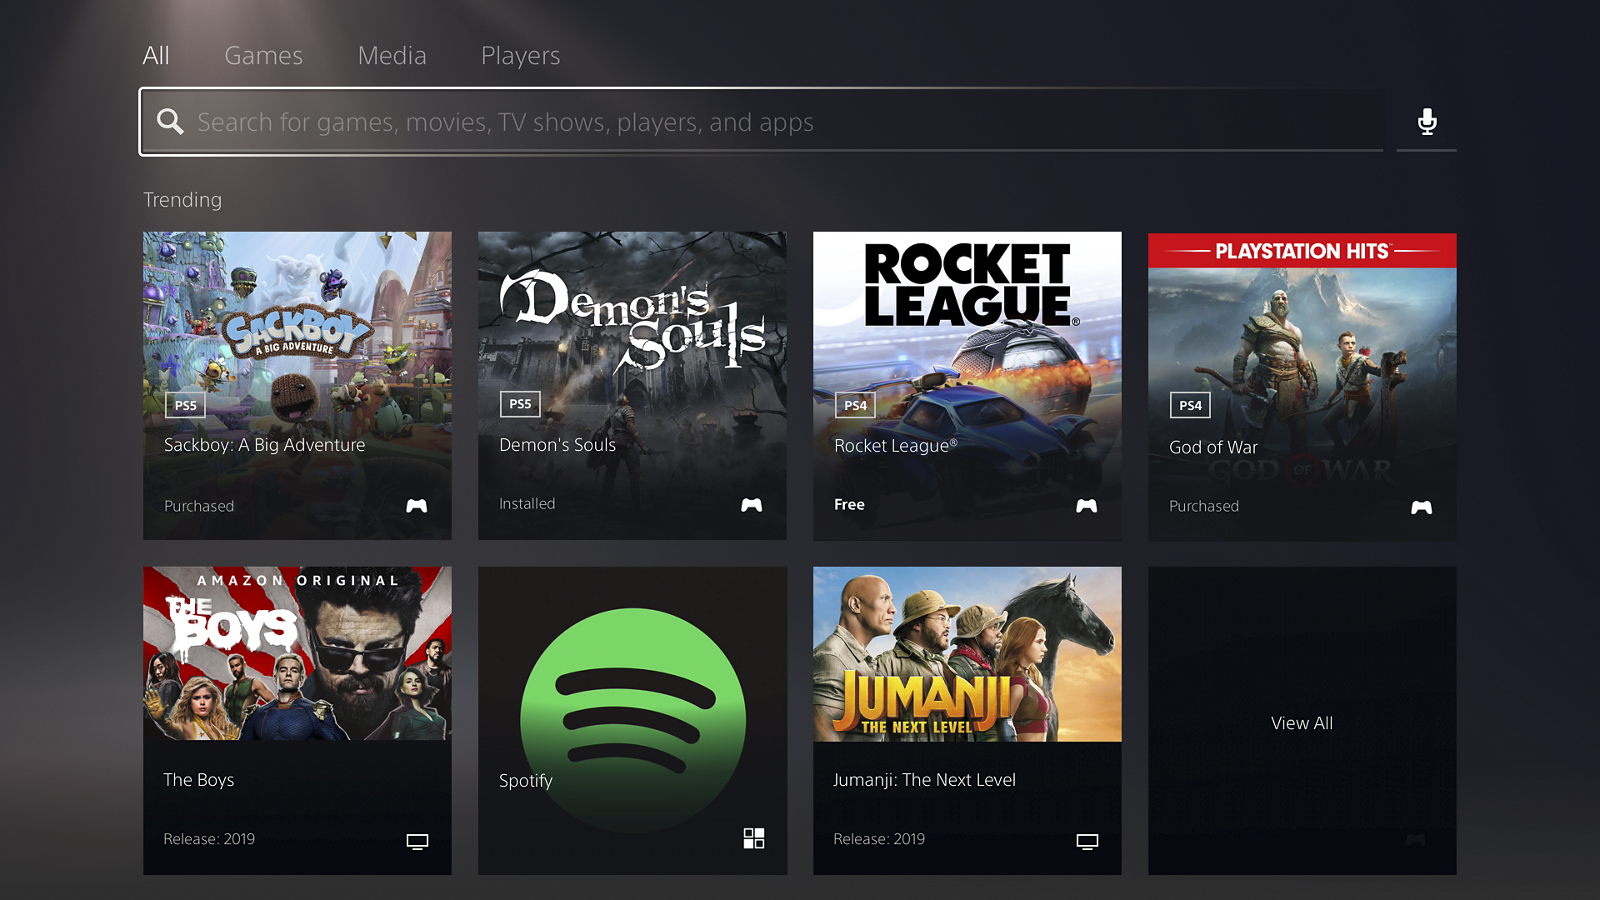 All
Games
Media
Players
Search for games, movies, TV shows, players, and apps
Trending
SACKBOY
A BIG ADVENTURE
PS5
Sackboy: A Big Adventure
Purchased
Demon's
Souls
PS5
Demon's Souls
Installed
ROCKET
LEAGUE®
PS4
Rocket League®
Free
PLAYSTATION HITS™
PS4
God of War
GOD OF WAR
Purchased
AMAZON ORIGINAL
THE
BOYS
The Boys
Release: 2019
Spotify
JUMANJI
THE NEXT LEVEL
Jumanji: The Next Level
Release: 2019
View All